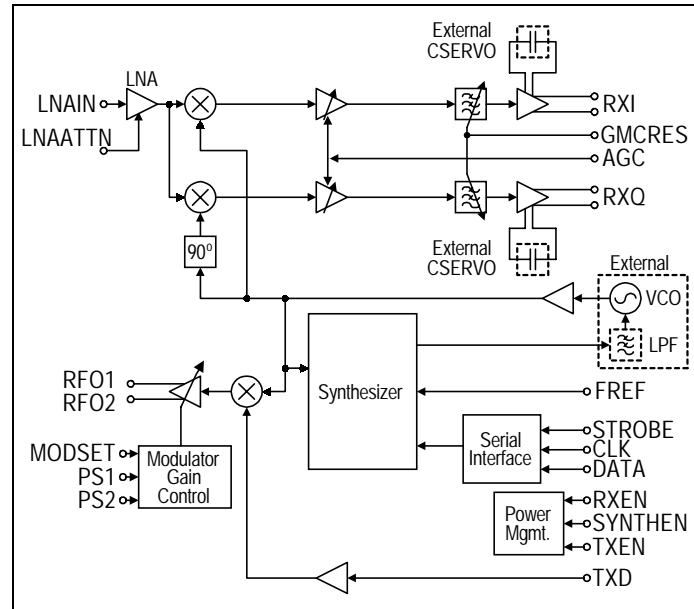 External
CSERVO
LNA
LNAIN
RXI
LNAATTN
GMCRES
AGC
RXQ
90º
External
CSERVO
External
VCO
LPF
RFO1
RFO2
Synthesizer
FREF
MODSET
PS1
PS2
Modulator
Gain
Control
Serial
Interface
STROBE
CLK
DATA
Power
Mgmt.
RXEN
SYNTHEN
TXEN
TXD